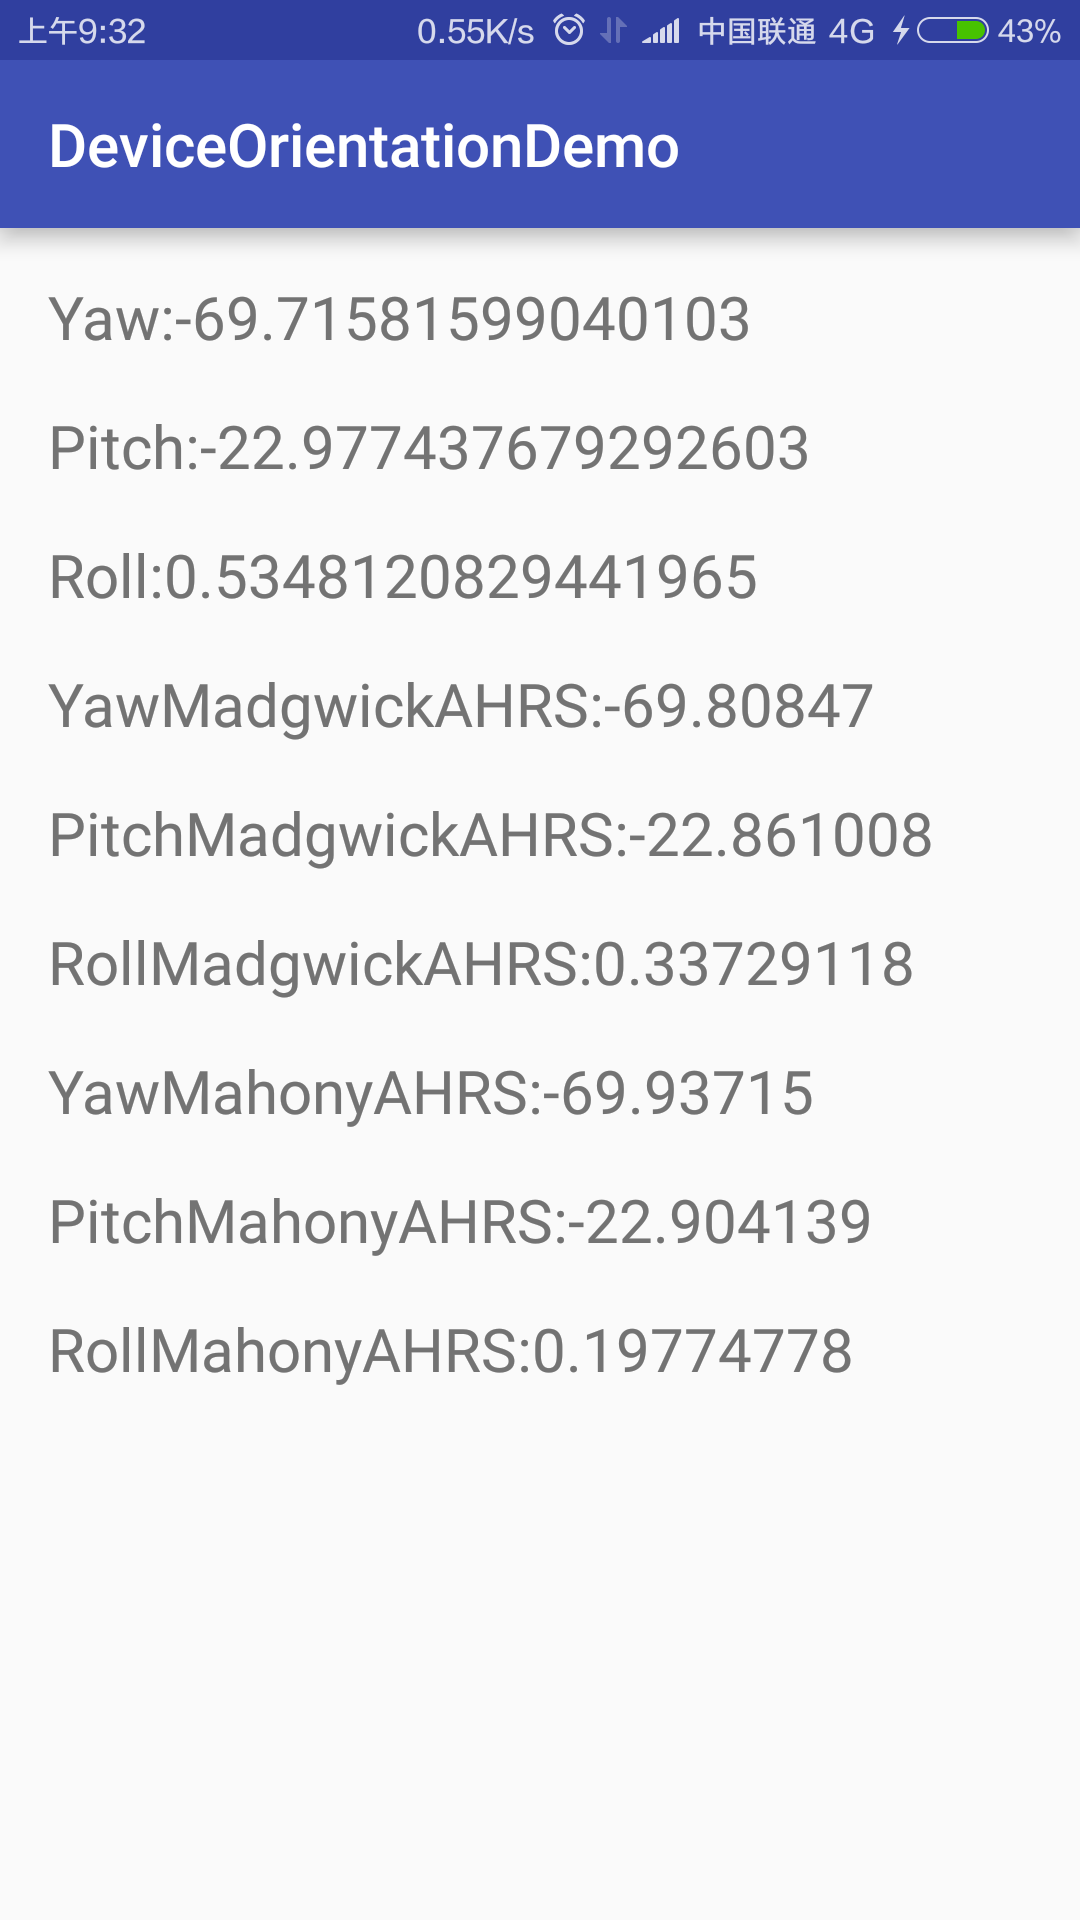 上午9:32 0.55K/s 中国联通 4G 43%
DeviceOrientationDemo
Yaw:-69.71581599040103
Pitch:-22.977437679292603
Roll:0.5348120829441965
YawMadgwickAHRS:-69.80847
PitchMadgwickAHRS:-22.861008
RollMadgwickAHRS:0.33729118
YawMahonyAHRS:-69.93715
PitchMahonyAHRS:-22.904139
RollMahonyAHRS:0.19774778